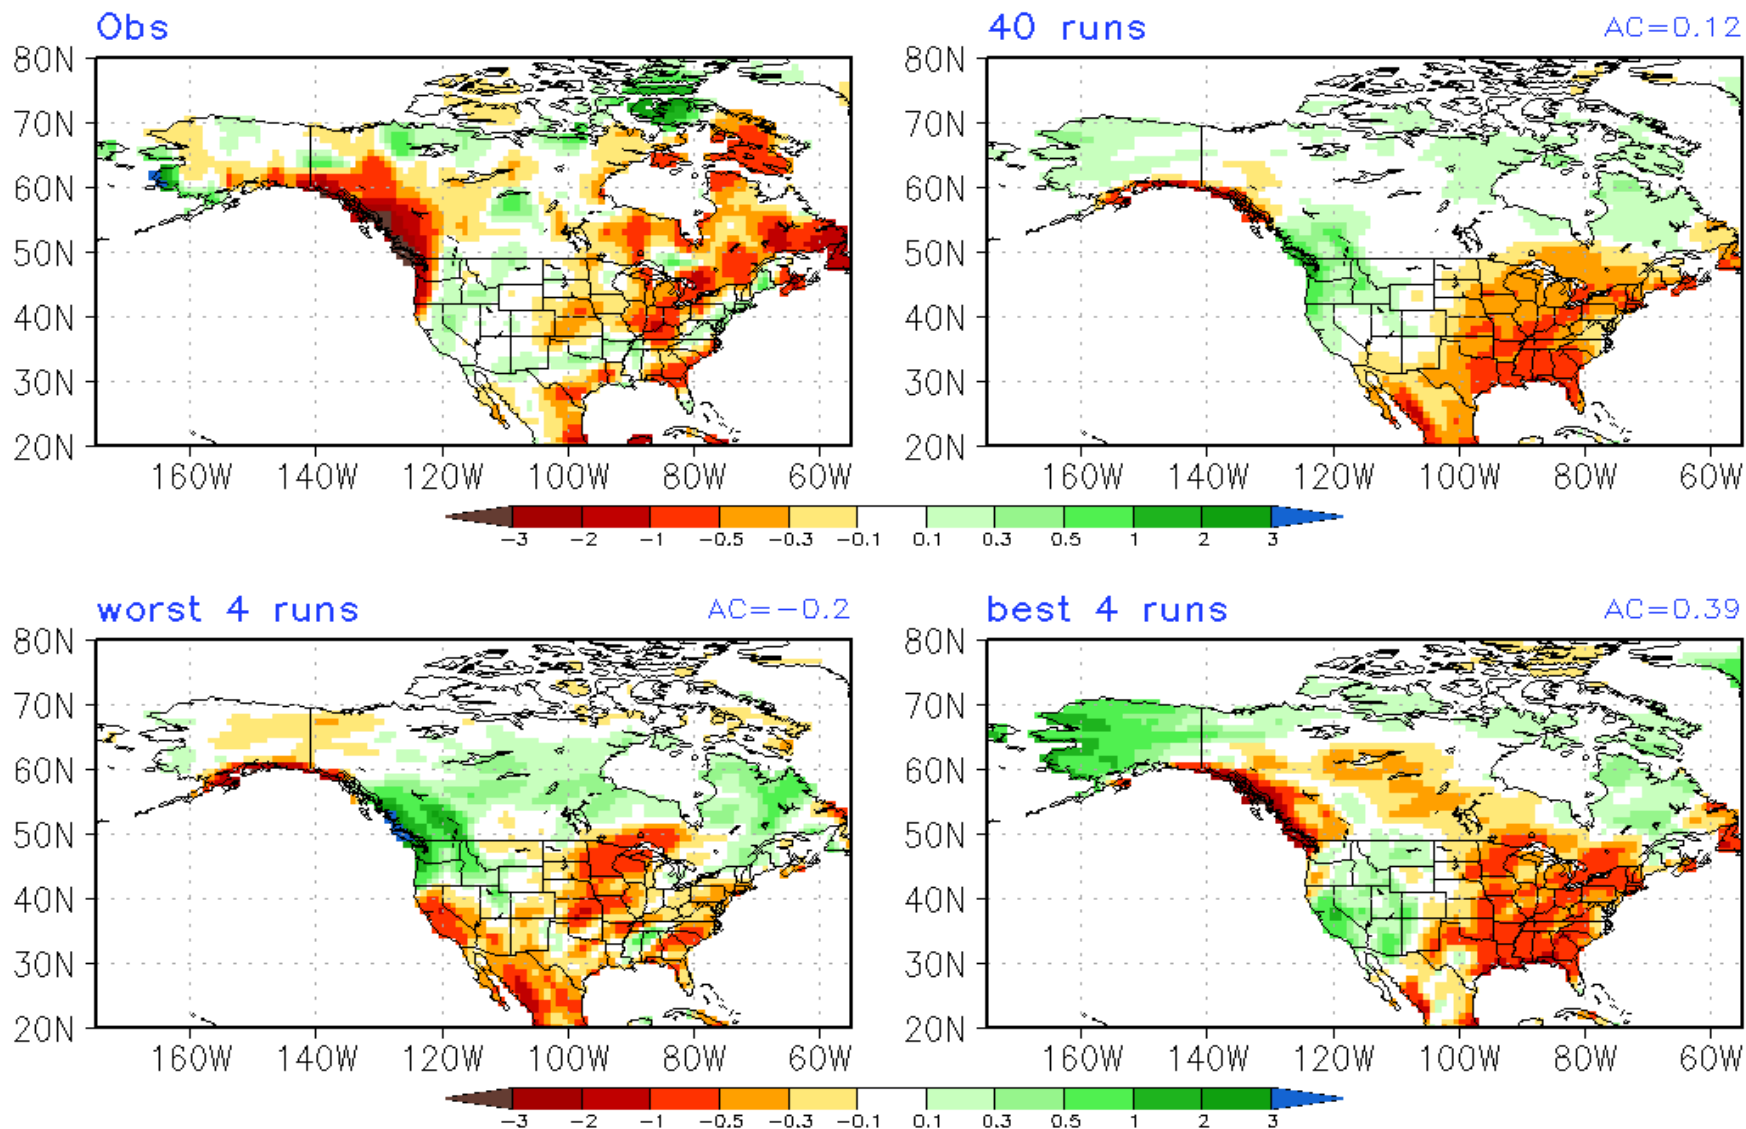 Obs
40 runs AC=0.12
80N 80N
70N 70N
60N 60N
50N 50N
40N 40N
30N 30N
20N 20N
160W 140W 120W 100W 80W 60W 160W 140W 120W 100W 80W 60W
−3 −2 −1 −0.5 −0.3 −0.1 0.1 0.3 0.5 1 2 3
worst 4 runs AC=−0.2
best 4 runs AC=0.39
80N 80N
70N 70N
60N 60N
50N 50N
40N 40N
30N 30N
20N 20N
160W 140W 120W 100W 80W 60W 160W 140W 120W 100W 80W 60W
−3 −2 −1 −0.5 −0.3 −0.1 0.1 0.3 0.5 1 2 3